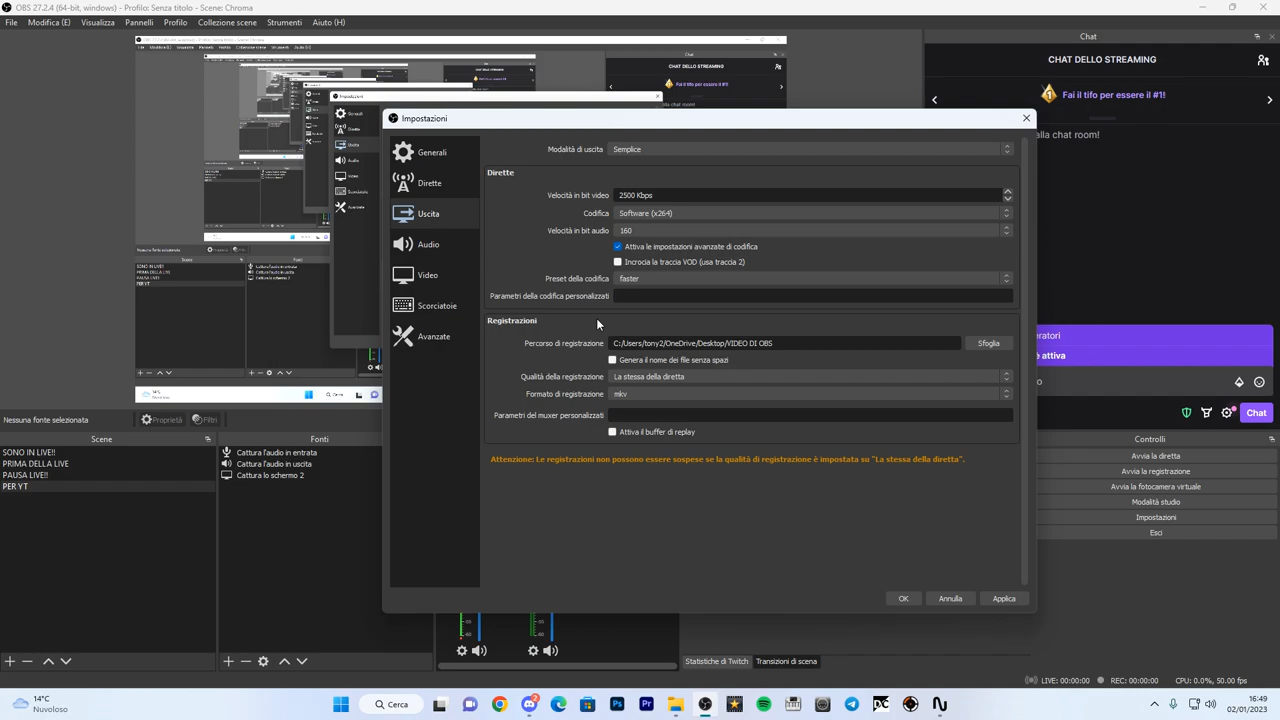 OBS 27.2.4 (64-bit, windows) - Profilo: Senza titolo - Scene: Chroma
File Modifica (E) Visualizza Pannelli Profilo Collezione scene Strumenti Aiuto (H)
Chat
CHAT DELLO STREAMING
Fai il tifo per essere il #1!
Impostazioni
alla chat room!
Generali
Dirette
Uscita
Audio
Video
Scorciatoie
Avanzate
Modalità di uscita Semplice
Dirette
Velocità in bit video 2500 Kbps
Codifica Software (x264)
Velocità in bit audio 160
Attiva le impostazioni avanzate di codifica
Incrocia la traccia VOD (usa traccia 2)
Preset della codifica faster
Parametri della codifica personalizzati
Registrazioni
Percorso di registrazione C:/Users/tony2/OneDrive/Desktop/VIDEO DI OBS Sfoglia
Genera il nome dei file senza spazi
Qualità della registrazione La stessa della diretta
Formato di registrazione mkv
Parametri del muxer personalizzati
Attiva il buffer di replay
Attenzione: Le registrazioni non possono essere sospese se la qualità di registrazione è impostata su "La stessa della diretta".
OK Annulla Applica
eratori
è attiva
Chat
Nessuna fonte selezionata Proprietà Filtri
Scene
SONO IN LIVE!!
PRIMA DELLA LIVE
PAUSA LIVE!!
PER YT
Fonti
Cattura l'audio in entrata
Cattura l'audio in uscita
Cattura lo schermo 2
Controlli
Avvia la diretta
Avvia la registrazione
Avvia la fotocamera virtuale
Modalità studio
Impostazioni
Esci
Statistiche di Twitch Transizioni di scena
LIVE: 00:00:00 REC: 00:00:00 CPU: 0.0%, 50.00 fps
14°C
Nuvoloso
Cerca
16:49
02/01/2023